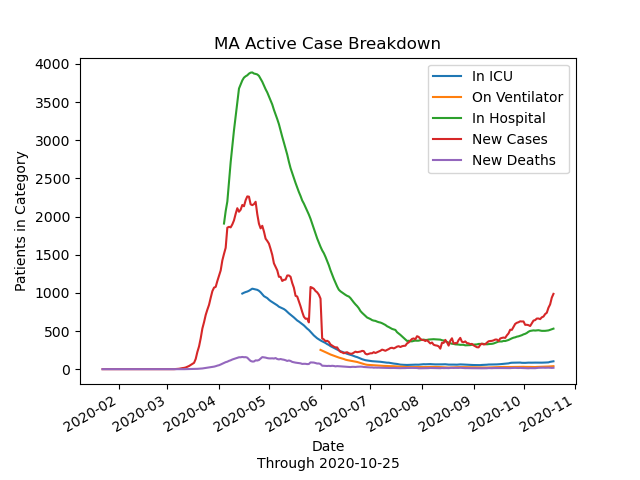 MA Active Case Breakdown
Patients in Category
4000
3500
3000
2500
2000
1500
1000
500
0
In ICU
On Ventilator
In Hospital
New Cases
New Deaths
2020-02
2020-03
2020-04
2020-05
2020-06
2020-07
2020-08
2020-09
2020-10
2020-11
Date
Through 2020-10-25